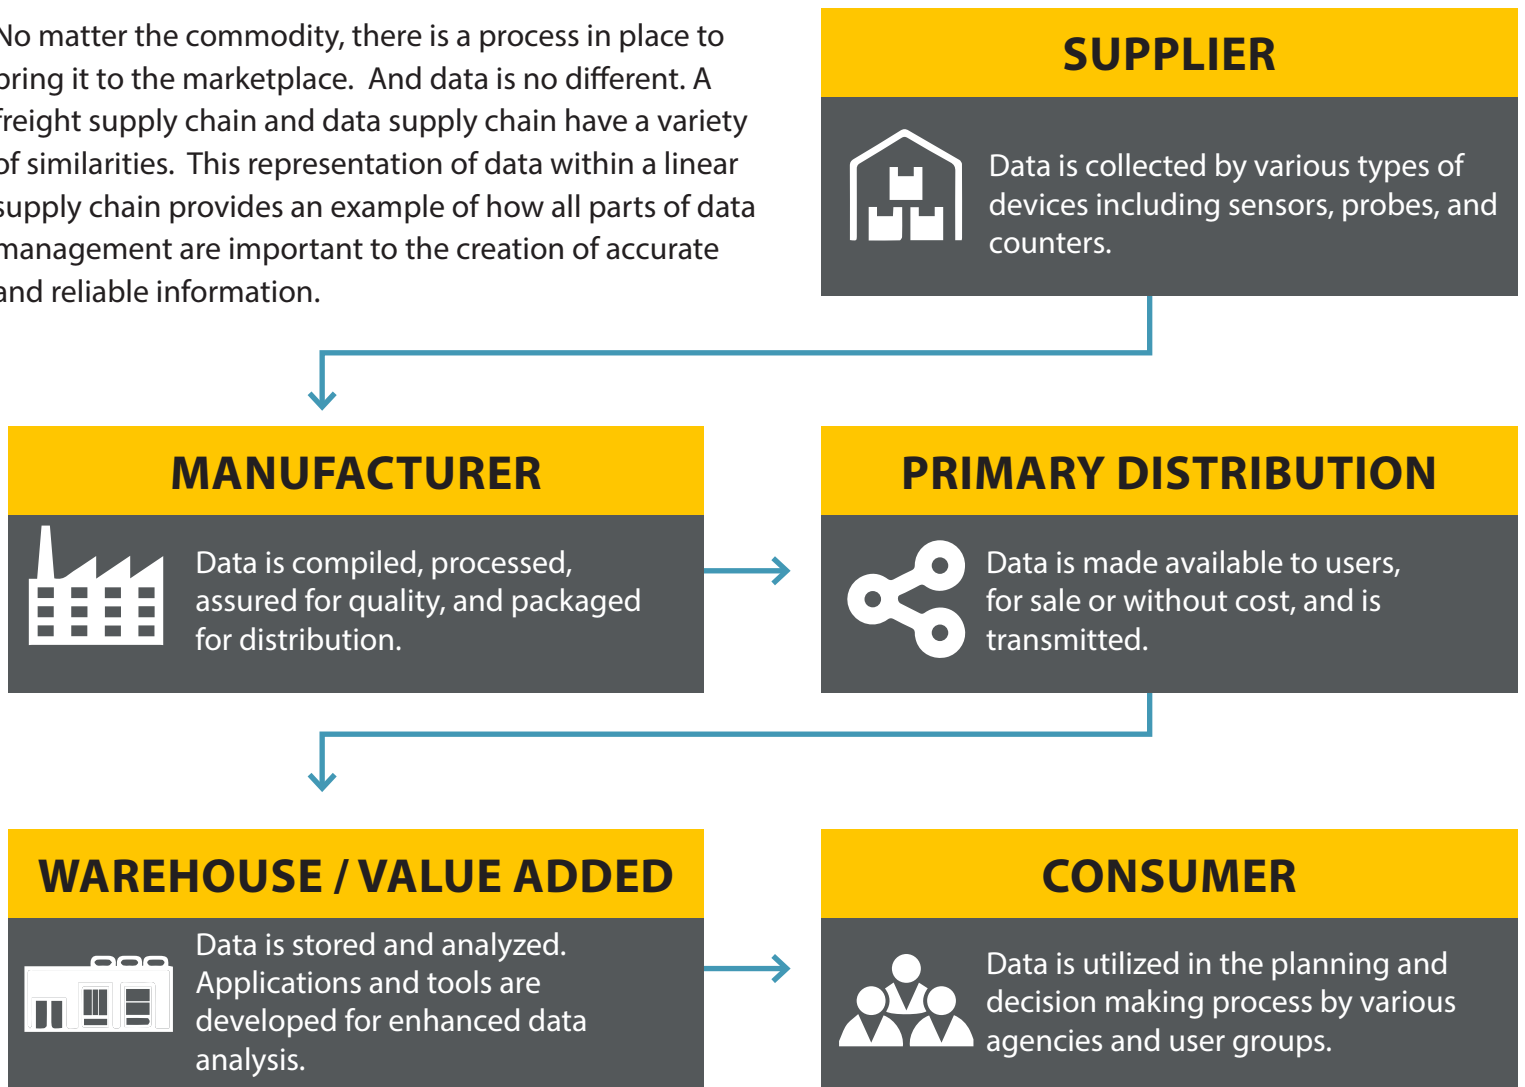 No matter the commodity, there is a process in place to
bring it to the marketplace.  And data is no different. A
freight supply chain and data supply chain have a variety
of similarities.  This representation of data within a linear
supply chain provides an example of how all parts of data
management are important to the creation of accurate
and reliable information.
SUPPLIER
Data is collected by various types of
devices including sensors, probes, and
counters.
MANUFACTURER
Data is compiled, processed,
assured for quality, and packaged
for distribution.
PRIMARY DISTRIBUTION
Data is made available to users,
for sale or without cost, and is
transmitted.
WAREHOUSE / VALUE ADDED
Data is stored and analyzed.
Applications and tools are
developed for enhanced data
analysis.
CONSUMER
Data is utilized in the planning and
decision making process by various
agencies and user groups.